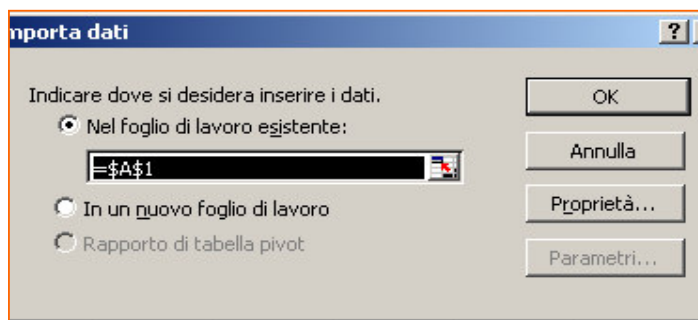 mporta dati
?
Indicare dove si desidera inserire i dati.
Nel foglio di lavoro esistente:
=$A$1
In un nuovo foglio di lavoro
Rapporto di tabella pivot
OK
Annulla
Proprietà...
Parametri...